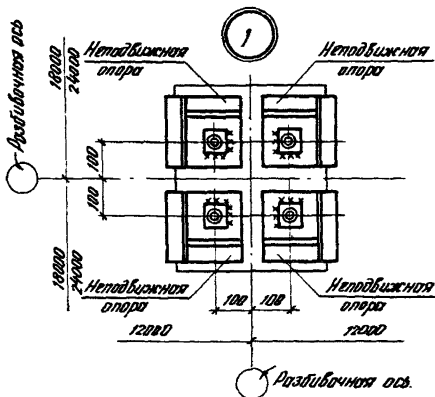 1
Неподвижная
опора
Неподвижная
опора
18000
24000
Разбивочная ось
100
100
18000
24000
Неподвижная
опора
Неподвижная
опора
100
100
12000
12000
Разбивочная ось.